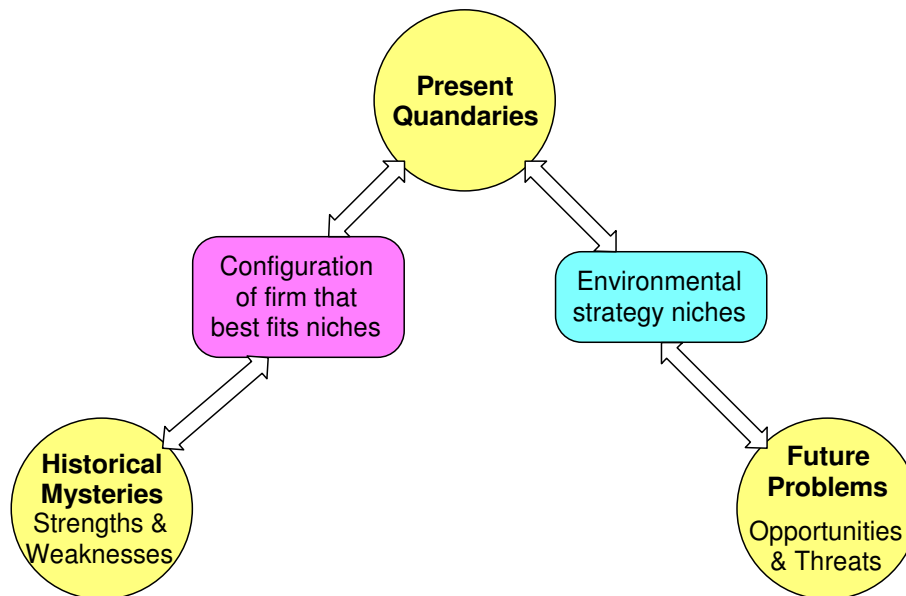 Present
Quandaries
Configuration
of firm that
best fits niches
Environmental
strategy niches
Historical
Mysteries
Strengths &
Weaknesses
Future
Problems
Opportunities
& Threats